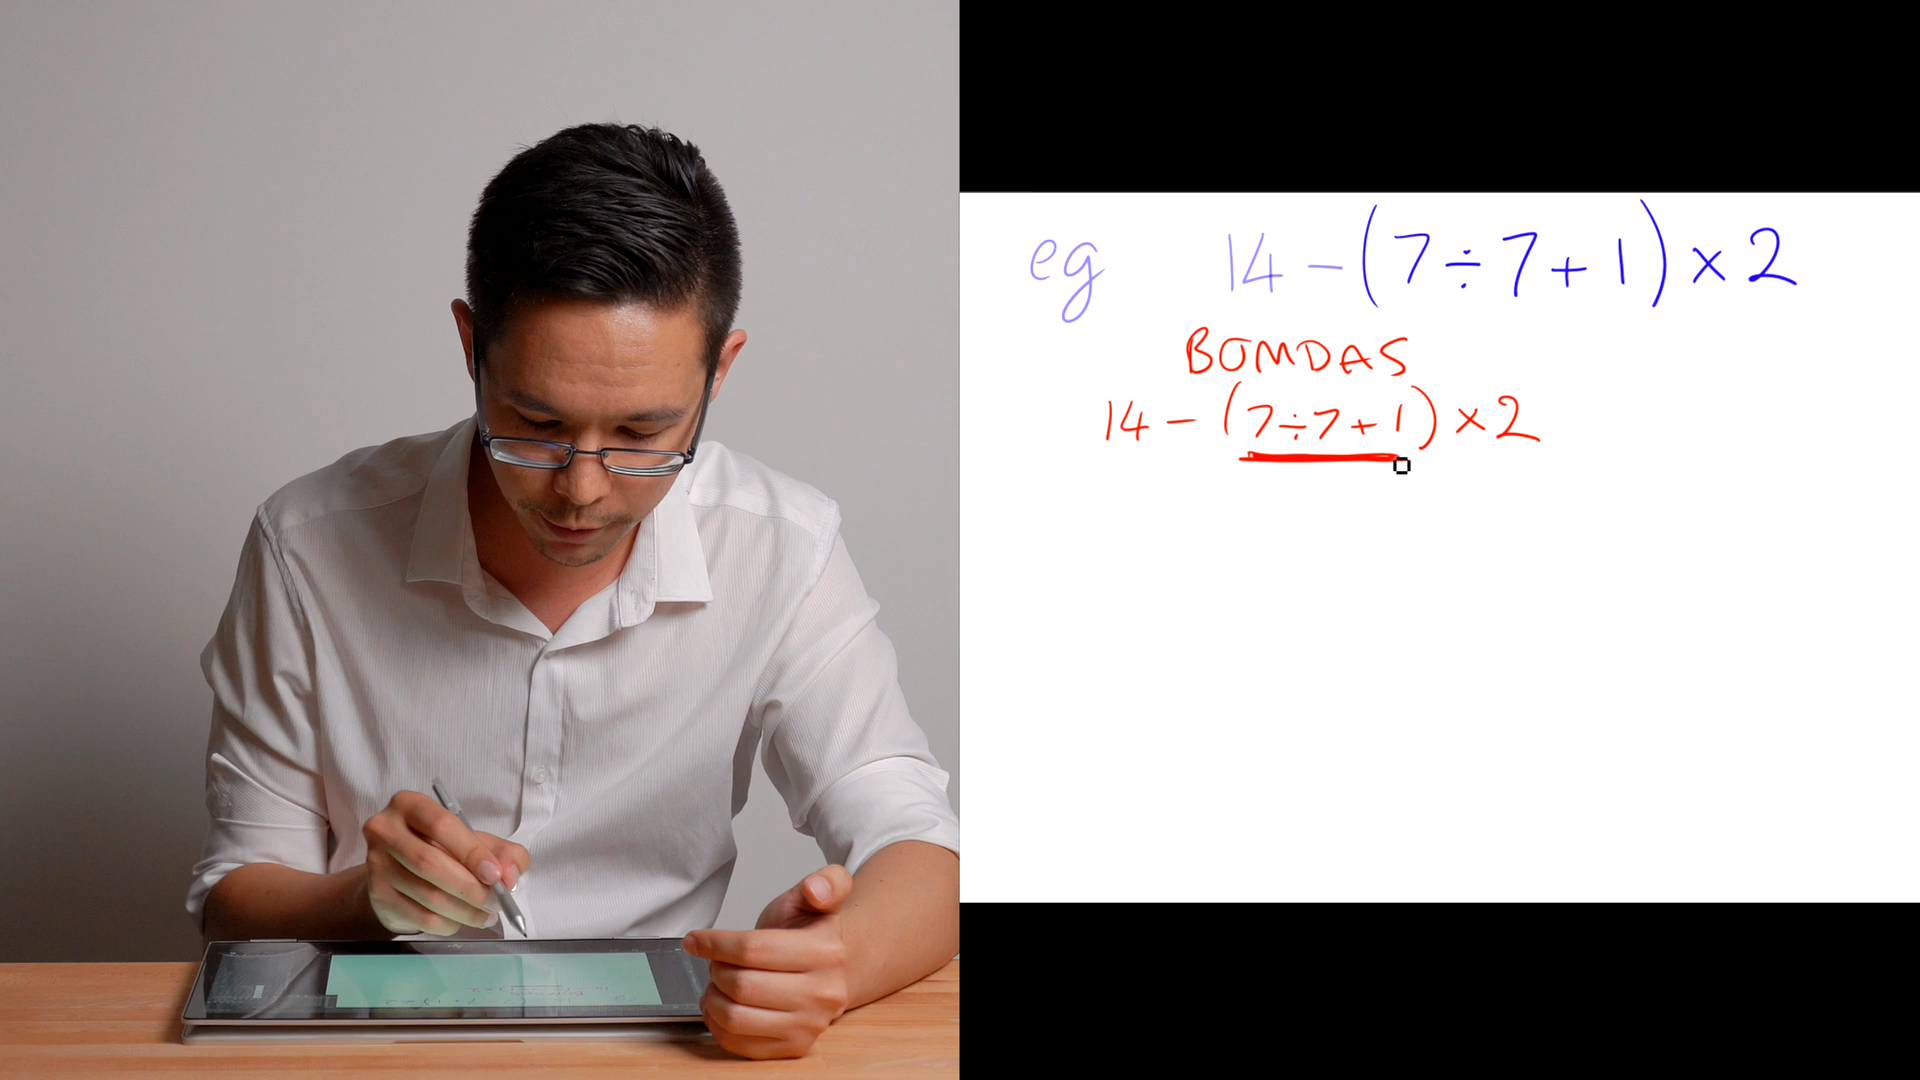 eg 14 - (7 ÷ 7 + 1) × 2
BOMDAS
14 - (7 ÷ 7 + 1) × 2